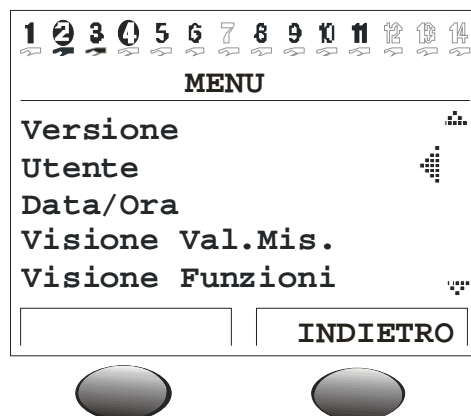 1 2 3 4 5 6 7 8 9 10 11 12 13 14
MENU
Versione
Utente
Data/Ora
Visione Val.Mis.
Visione Funzioni
INDIETRO